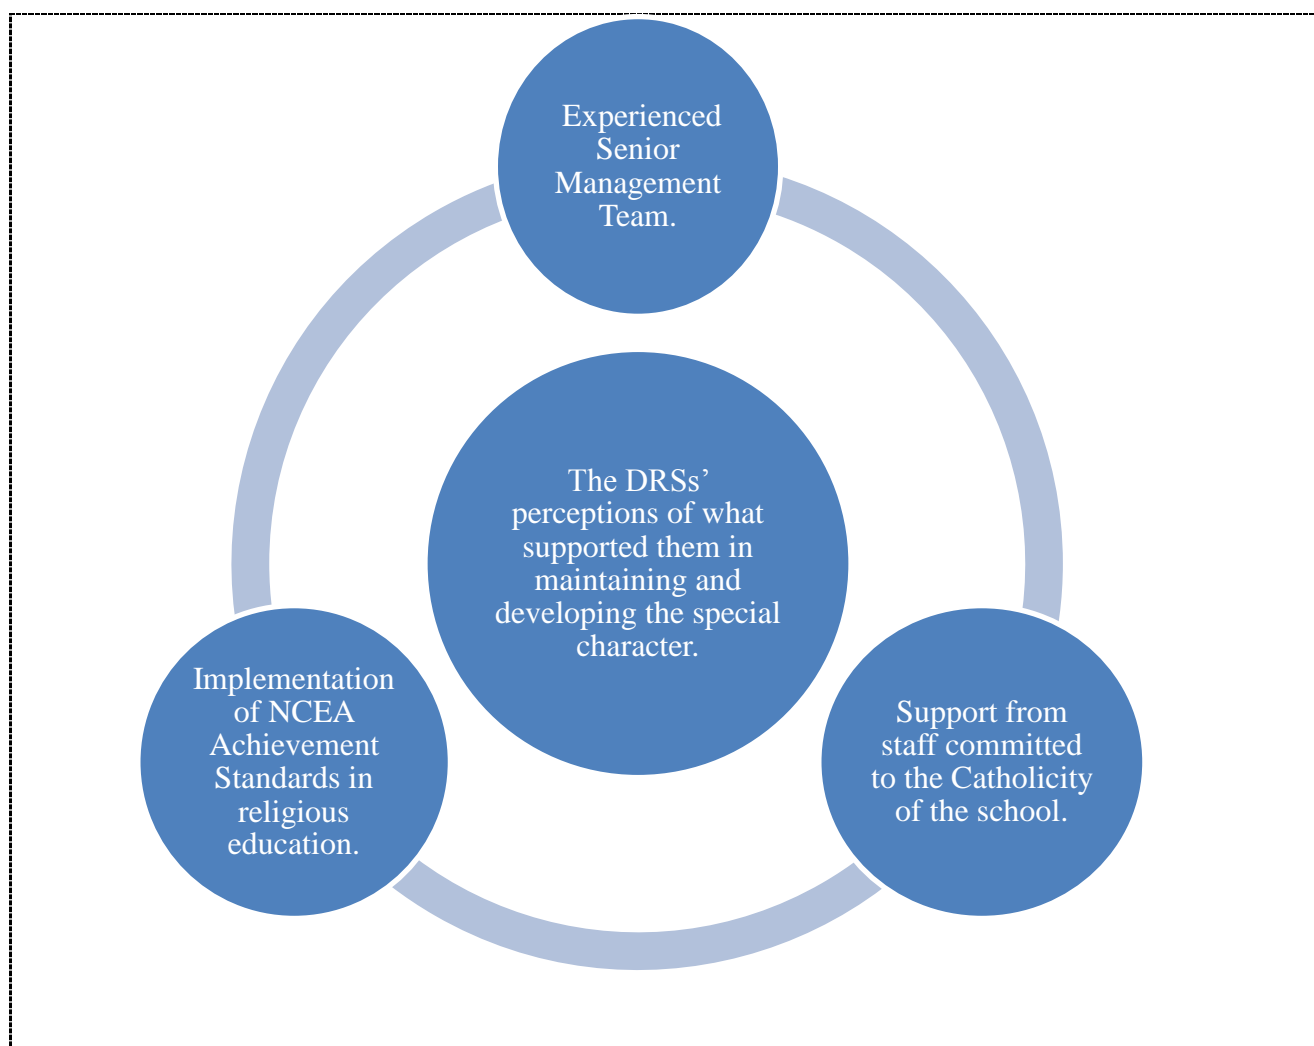 Experienced
Senior
Management
Team.
The DRSs’
perceptions of what
supported them in
maintaining and
developing the special
character.
Implementation
of NCEA
Achievement
Standards in
religious
education.
Support from
staff committed
to the Catholicity
of the school.